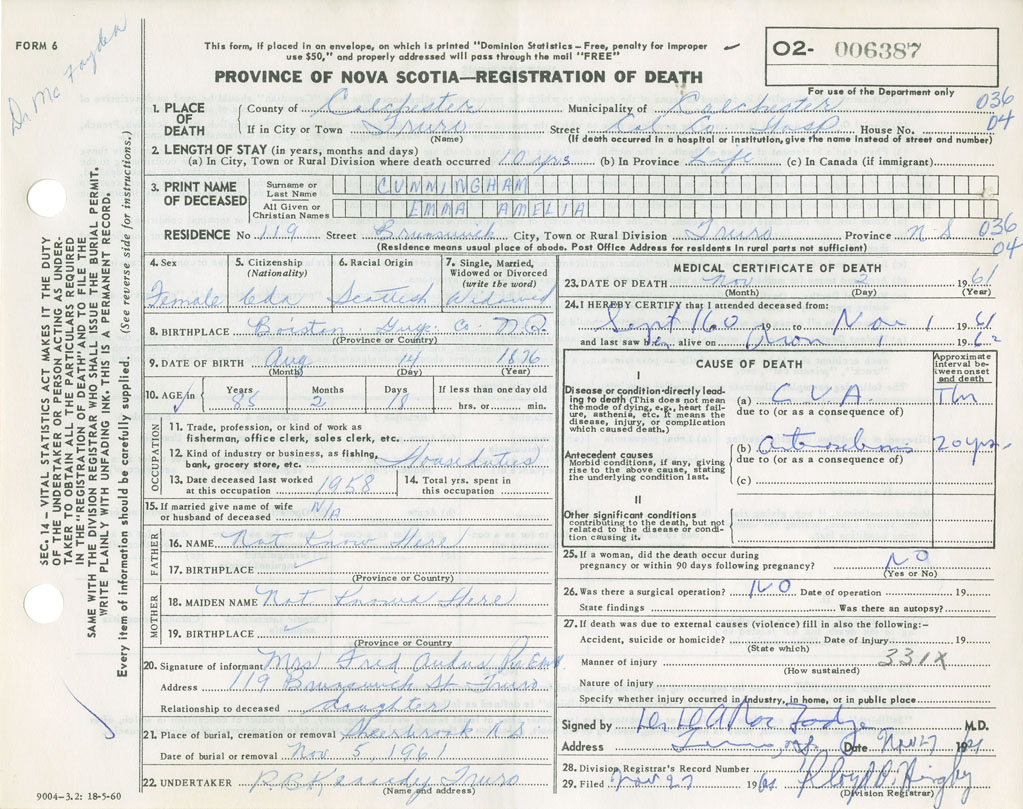 FORM 6
Dr. Mc Fayden
This form, if placed in an envelope, on which is printed "Dominion Statistics—Free, penalty for improper
use $50," and properly addressed will pass through the mail "FREE"
PROVINCE OF NOVA SCOTIA—REGISTRATION OF DEATH
O2- 006387
For use of the Department only
SEC. 14 — VITAL STATISTICS ACT MAKES IT THE DUTY
OF THE UNDERTAKER OR PERSON ACTING AS UNDER-
TAKER TO OBTAIN ALL THE PARTICULARS REQUIRED
IN THE "REGISTRATION OF DEATH" AND TO FILE THE
SAME WITH THE DIVISION REGISTRAR WHO SHALL ISSUE THE BURIAL PERMIT.
WRITE PLAINLY WITH UNFADING INK. THIS IS A PERMANENT RECORD.
Every item of information should be carefully supplied. (See reverse side for instructions.)
1. PLACE OF DEATH
County of Colchester Municipality of Colchester 036
If in City or Town Truro Street Col. Co. Hosp House No. 04
(Name) (If death occurred in a hospital or institution, give the name instead of street and number)
2. LENGTH OF STAY (in years, months and days)
(a) In City, Town or Rural Division where death occurred 10 yrs (b) In Province Life (c) In Canada (if immigrant)
3. PRINT NAME OF DECEASED
Surname or Last Name CUNNINGHAM
All Given or Christian Names EMMA AMELIA
RESIDENCE No 119 Street Brunswick City, Town or Rural Division Truro Province N-S 036
04
(Residence means usual place of abode. Post Office Address for residents in rural parts not sufficient)
4. Sex
Female
5. Citizenship (Nationality)
Cda
6. Racial Origin
Scottish
7. Single, Married, Widowed or Divorced (write the word)
Widowed
8. BIRTHPLACE Boiston Guy. Co. N.S.
(Province or Country)
9. DATE OF BIRTH Aug 14 1876
(Month) (Day) (Year)
10. AGE in Years 85 Months 2 Days 18 If less than one day old hrs. or min.
OCCUPATION
11. Trade, profession, or kind of work as
fisherman, office clerk, sales clerk, etc.
12. Kind of industry or business, as fishing,
bank, grocery store, etc. Houseduties
13. Date deceased last worked
at this occupation 1958
14. Total yrs. spent in
this occupation
15. If married give name of wife
or husband of deceased N/A
FATHER
16. NAME Not Know Here
17. BIRTHPLACE
(Province or Country)
MOTHER
18. MAIDEN NAME Not Known Here
19. BIRTHPLACE
(Province or Country
20. Signature of informant Mrs Fred
Address 119 Brunswick St Truro
Relationship to deceased daughter
21. Place of burial, cremation or removal Sheerbrook N.S.
Date of burial or removal Nov 5, 1961
22. UNDERTAKER R.B. Kennedy Truro
(Name and address)
9004-3.2: 18-5-60
MEDICAL CERTIFICATE OF DEATH
23. DATE OF DEATH Nov 2 1961
(Month) (Day) (Year)
24. I HEREBY CERTIFY that I attended deceased from:
Sept 160 19 to Nov 1 1961
and last saw her alive on 1 196
CAUSE OF DEATH
Approximate interval between onset and death
I
Disease or condition-directly lead-
ing to death (This does not mean
the mode of dying, e.g., heart fail-
ure, asthenia, etc. It means the
disease, injury, or complication
which caused death.)
(a) C.V.A.
due to (or as a consequence of)
Antecedent causes
Morbid conditions, if any, giving
rise to the above cause, stating
the underlying condition last.
(b) 20 yrs-
due to (or as a consequence of)
(c)
II
Other significant conditions
contributing to the death, but not
related to the disease or condi-
tion causing it.
25. If a woman, did the death occur during
pregnancy or within 90 days following pregnancy? NO
(Yes or No)
26. Was there a surgical operation? NO Date of operation 19
State findings Was there an autopsy?
27. If death was due to external causes (violence) fill in also the following:—
Accident, suicide or homicide? Date of injury 19
(State which)
Manner of injury 331X
(How sustained)
Nature of injury
Specify whether injury occurred in industry, in home, or in public place
Signed by M.D.
Address Truro, N.S. Date Nov 27 1961
28. Division Registrar's Record Number
29. Filed Nov 27 1961 Lloyd
(Division Registrar)